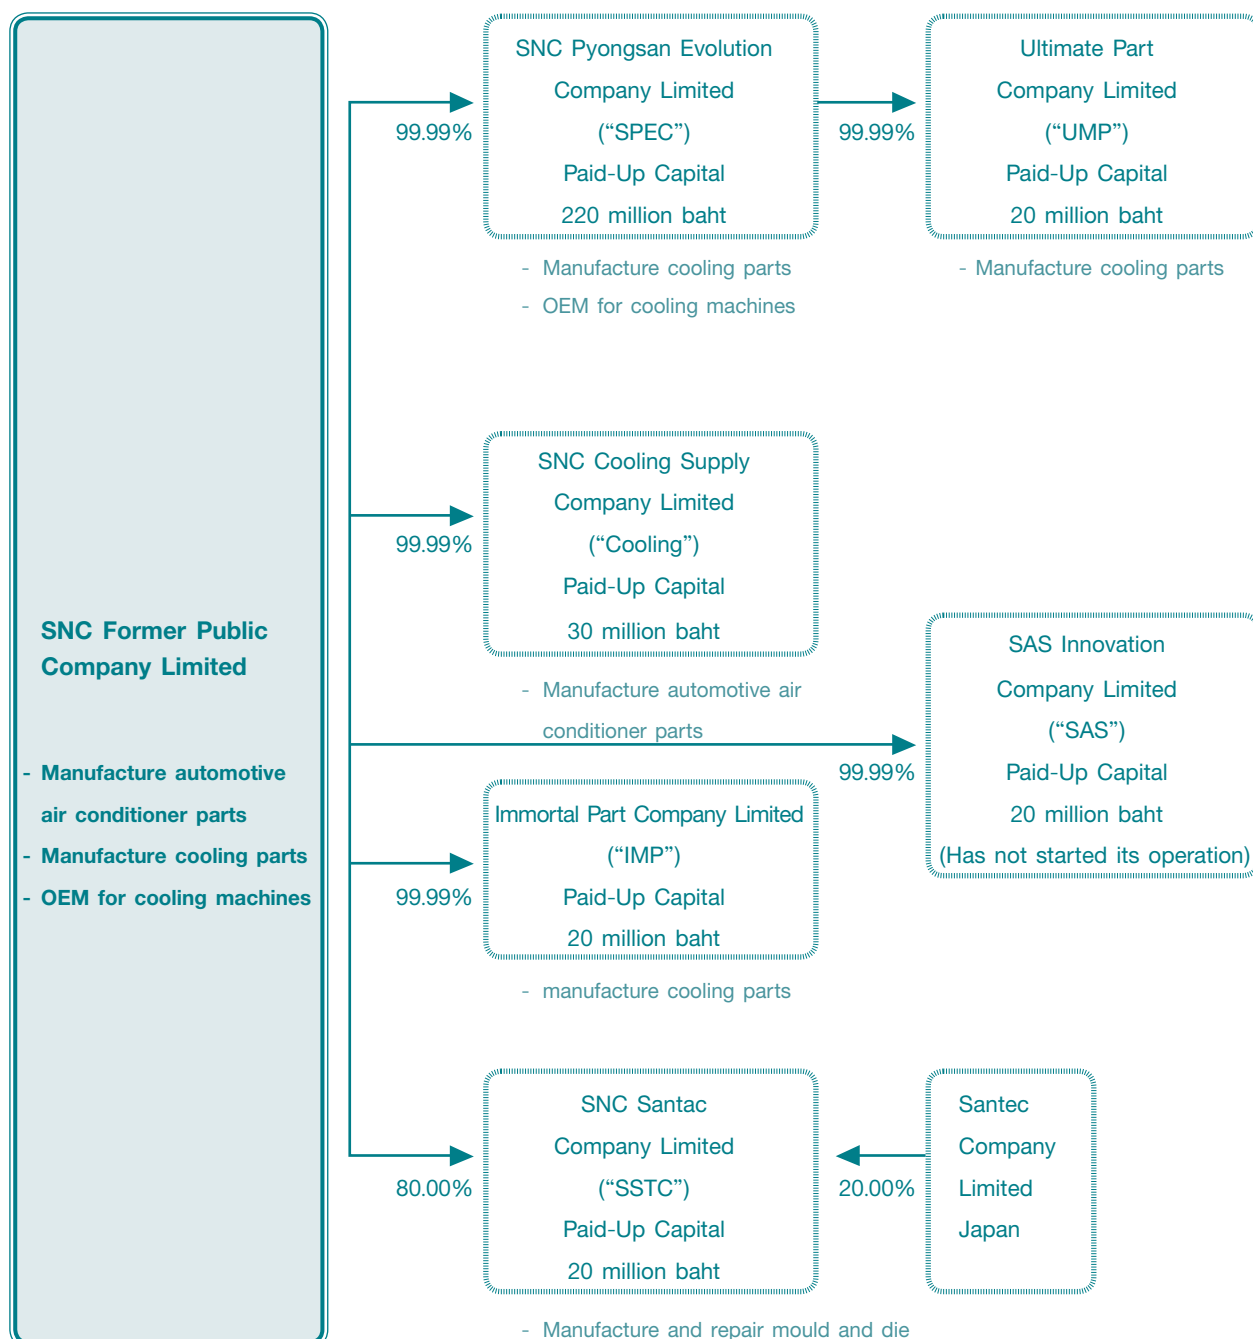 SNC Former Public
Company Limited
- Manufacture automotive
air conditioner parts
- Manufacture cooling parts
- OEM for cooling machines
99.99%
SNC Pyongsan Evolution
Company Limited
(“SPEC”)
Paid-Up Capital
220 million baht
- Manufacture cooling parts
- OEM for cooling machines
99.99%
Ultimate Part
Company Limited
(“UMP”)
Paid-Up Capital
20 million baht
- Manufacture cooling parts
99.99%
SNC Cooling Supply
Company Limited
(“Cooling”)
Paid-Up Capital
30 million baht
- Manufacture automotive air
conditioner parts
99.99%
SAS Innovation
Company Limited
(“SAS”)
Paid-Up Capital
20 million baht
(Has not started its operation)
99.99%
Immortal Part Company Limited
(“IMP”)
Paid-Up Capital
20 million baht
- manufacture cooling parts
80.00%
SNC Santac
Company Limited
(“SSTC”)
Paid-Up Capital
20 million baht
- Manufacture and repair mould and die
20.00%
Santec
Company
Limited
Japan